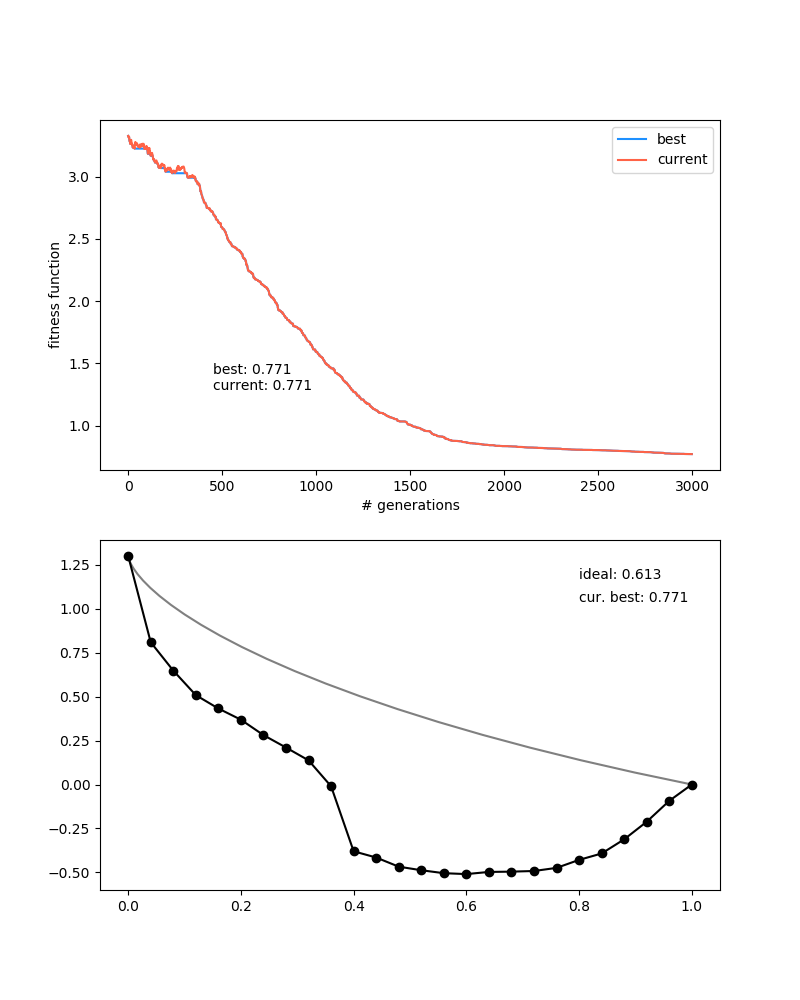 best
current
3.0
2.5
2.0
1.5
1.0
fitness function
best: 0.771
current: 0.771
0 500 1000 1500 2000 2500 3000
# generations
1.25
1.00
0.75
0.50
0.25
0.00
−0.25
−0.50
ideal: 0.613
cur. best: 0.771
0.0 0.2 0.4 0.6 0.8 1.0